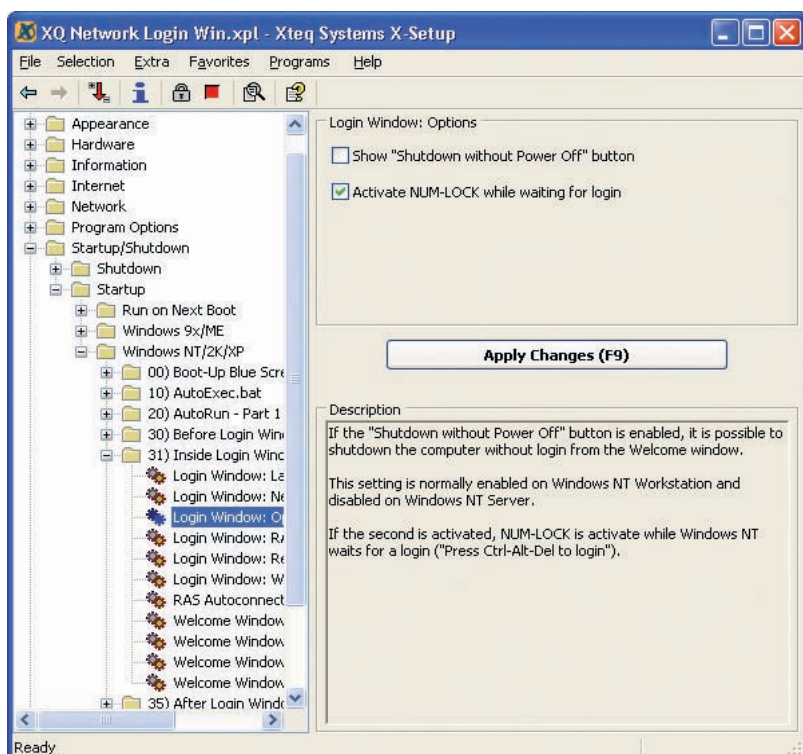 XQ Network Login Win.xpl - Xteq Systems X-Setup
File Selection Extra Favorites Programs Help
Appearance
Hardware
Information
Internet
Network
Program Options
Startup/Shutdown
Shutdown
Startup
Run on Next Boot
Windows 9x/ME
Windows NT/2K/XP
00) Boot-Up Blue Scre
10) AutoExec.bat
20) AutoRun - Part 1
30) Before Login Win
31) Inside Login Winc
Login Window: La
Login Window: Ne
Login Window: O
Login Window: RA
Login Window: Re
Login Window: W
RAS Autoconnect
Welcome Window
Welcome Window
Welcome Window
Welcome Window
35) After Login Wind
Login Window: Options
Show "Shutdown without Power Off" button
Activate NUM-LOCK while waiting for login
Apply Changes (F9)
Description
If the "Shutdown without Power Off" button is enabled, it is possible to
shutdown the computer without login from the Welcome window.
This setting is normally enabled on Windows NT Workstation and
disabled on Windows NT Server.
If the second is activated, NUM-LOCK is activate while Windows NT
waits for a login ("Press Ctrl-Alt-Del to login").
Ready